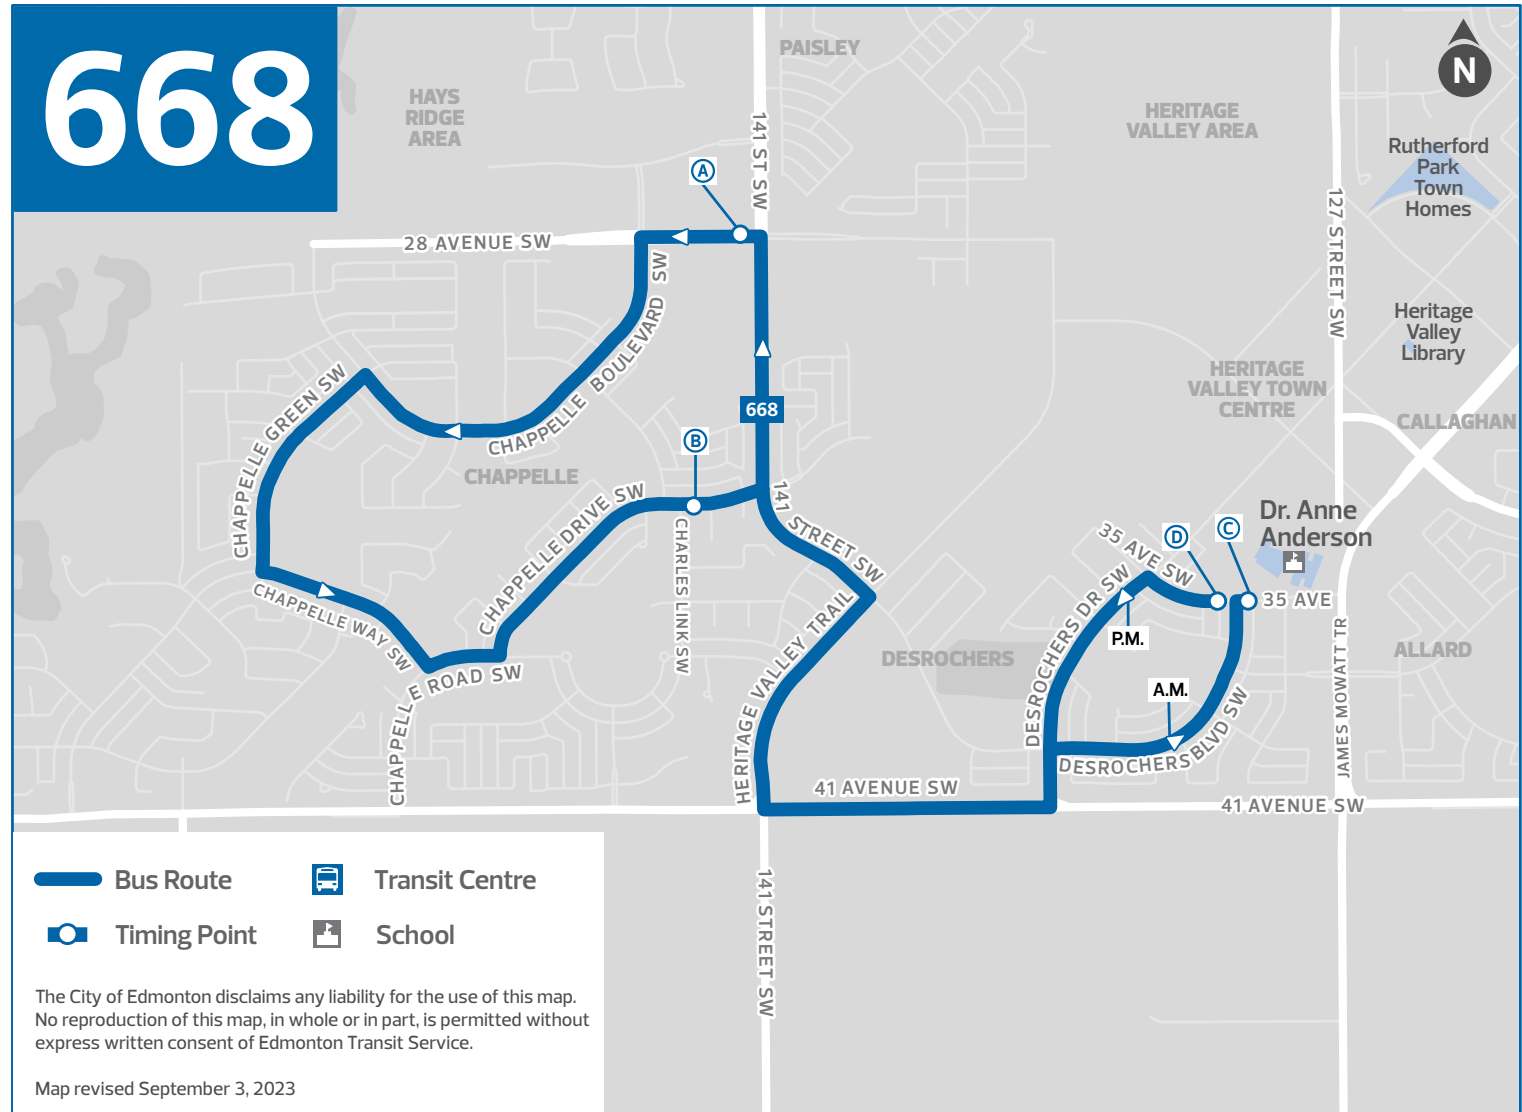 668
PAISLEY
N
HAYS
RIDGE
AREA
HERITAGE
VALLEY AREA
141 ST SW
Rutherford
Park
Town
Homes
A
127 STREET SW
28 AVENUE SW
CHAPPELLE BOULEVARD SW
Heritage
Valley
Library
HERITAGE
VALLEY TOWN
CENTRE
CHAPPELLE GREEN SW
668
CALLAGHAN
B
CHAPPELLE
CHAPPELLE DRIVE SW
141 STREET SW
Dr. Anne
Anderson
35 AVE SW
D
C
CHARLES LINK SW
35 AVE
CHAPPELLE WAY SW
DESROCHERS DR SW
P.M.
HERITAGE VALLEY TRAIL
DESROCHERS
JAMES MOWATT TR
ALLARD
CHAPPELL E ROAD SW
A.M.
DESROCHERS BLVD SW
41 AVENUE SW
41 AVENUE SW
141 STREET SW
Bus Route
Transit Centre
Timing Point
School
The City of Edmonton disclaims any liability for the use of this map.
No reproduction of this map, in whole or in part, is permitted without
express written consent of Edmonton Transit Service.
Map revised September 3, 2023